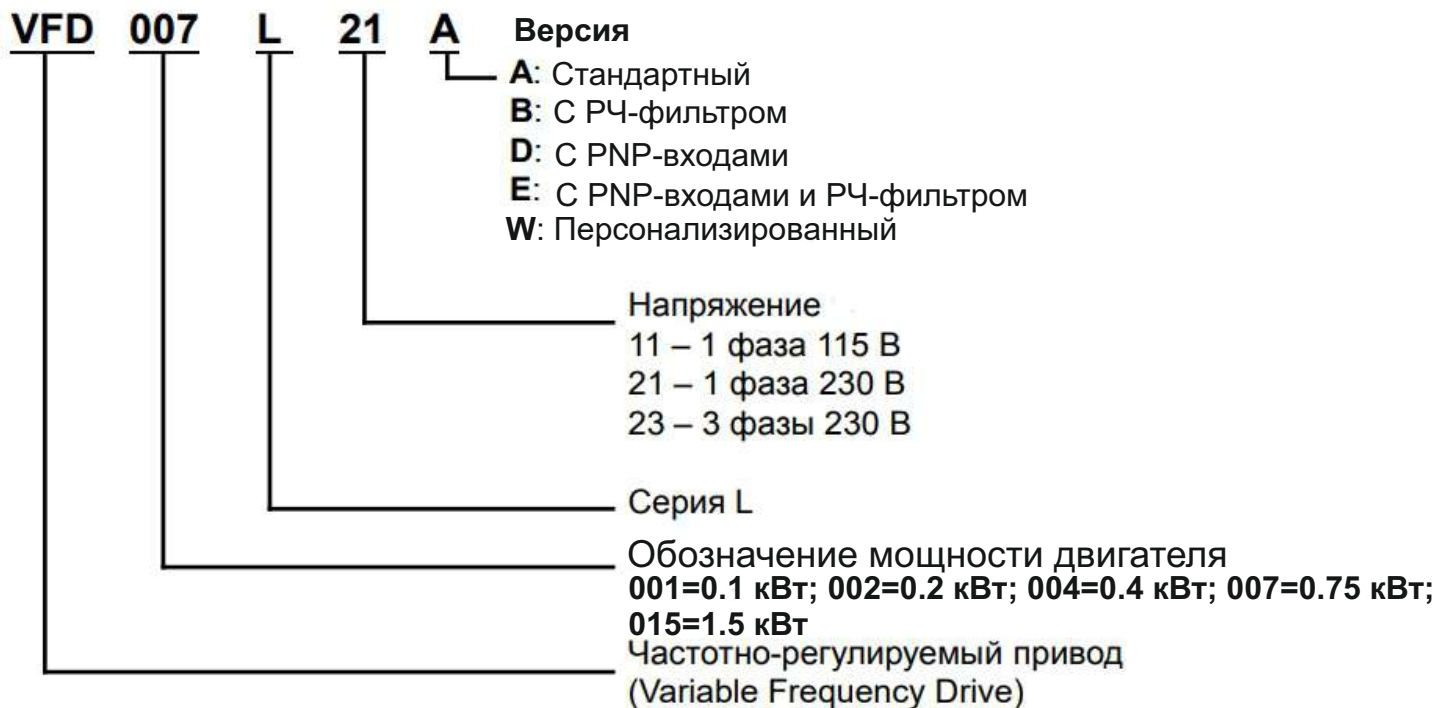 VFD 007 L 21 A Версия
A: Стандартный
B: С РЧ-фильтром
D: С PNP-входами
E: С PNP-входами и РЧ-фильтром
W: Персонализированный
Напряжение
11 – 1 фаза 115 В
21 – 1 фаза 230 В
23 – 3 фазы 230 В
Серия L
Обозначение мощности двигателя
001=0.1 кВт; 002=0.2 кВт; 004=0.4 кВт; 007=0.75 кВт;
015=1.5 кВт
Частотно-регулируемый привод
(Variable Frequency Drive)